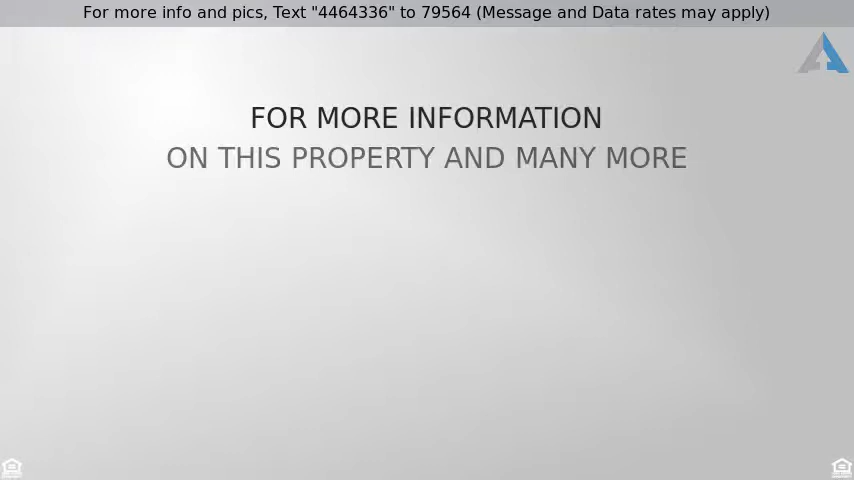 For more info and pics, Text "4464336" to 79564 (Message and Data rates may apply)
FOR MORE INFORMATION
ON THIS PROPERTY AND MANY MORE